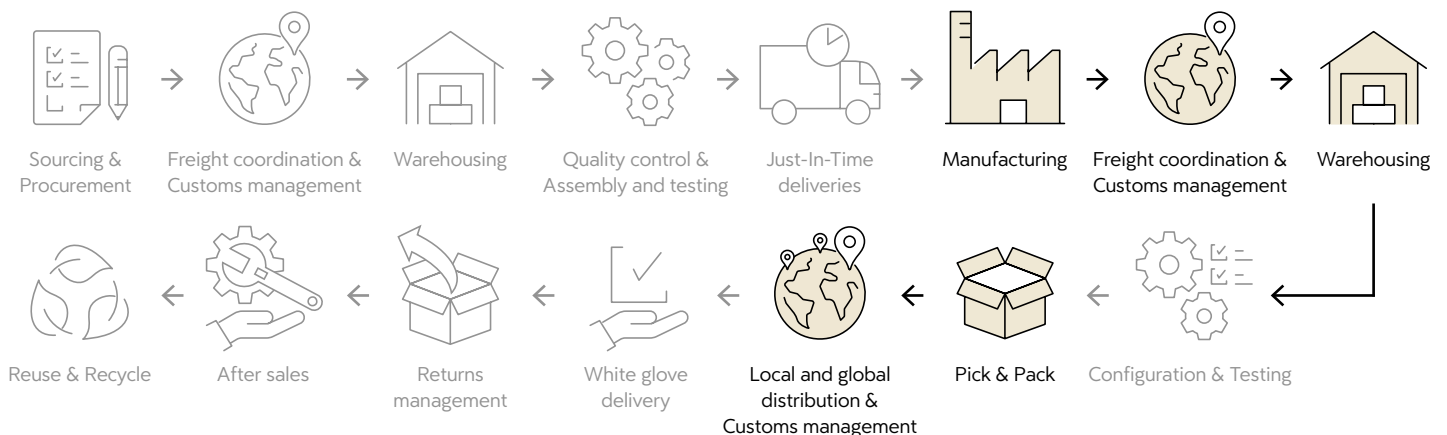 Sourcing &
Procurement
Freight coordination &
Customs management
Warehousing
Quality control &
Assembly and testing
Just-In-Time
deliveries
Manufacturing
Freight coordination &
Customs management
Warehousing
Reuse & Recycle
After sales
Returns
management
White glove
delivery
Local and global
distribution &
Customs management
Pick & Pack
Configuration & Testing